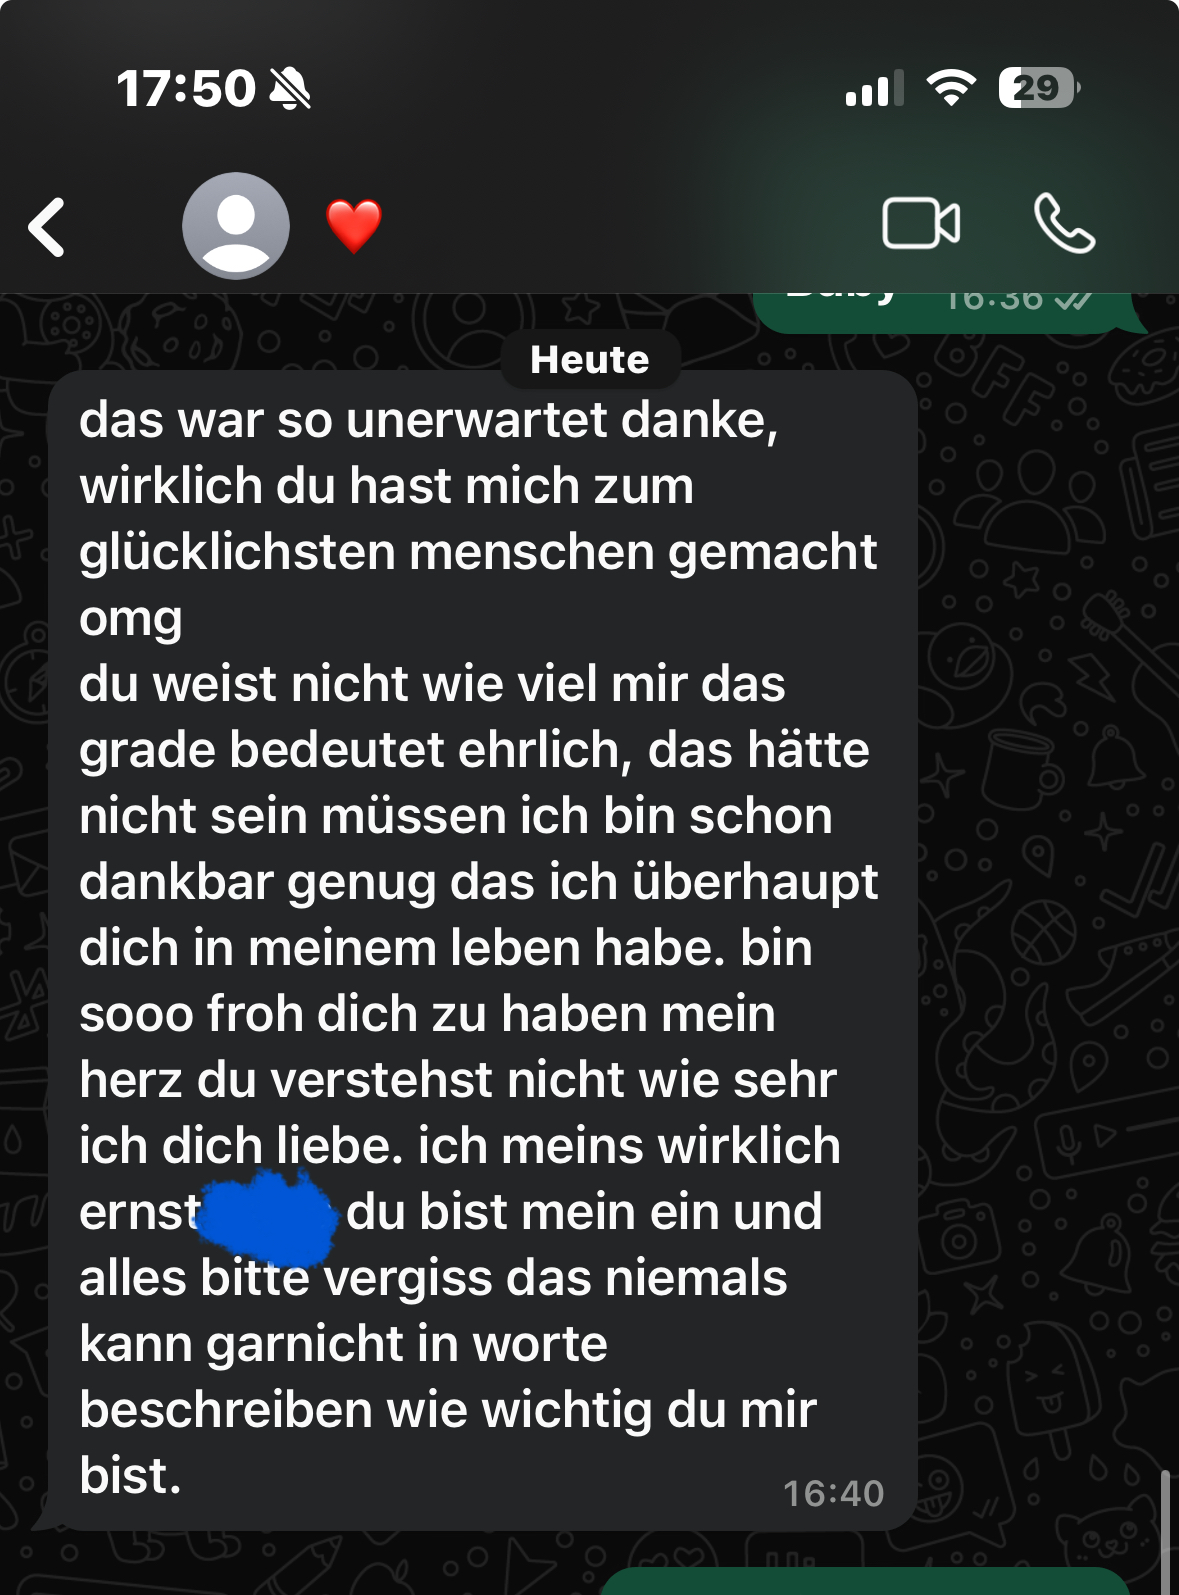 17:50
29
❤️
16:36
Heute
das war so unerwartet danke,
wirklich du hast mich zum
glücklichsten menschen gemacht
omg
du weist nicht wie viel mir das
grade bedeutet ehrlich, das hätte
nicht sein müssen ich bin schon
dankbar genug das ich überhaupt
dich in meinem leben habe. bin
sooo froh dich zu haben mein
herz du verstehst nicht wie sehr
ich dich liebe. ich meins wirklich
ernst du bist mein ein und
alles bitte vergiss das niemals
kann garnicht in worte
beschreiben wie wichtig du mir
bist.
16:40